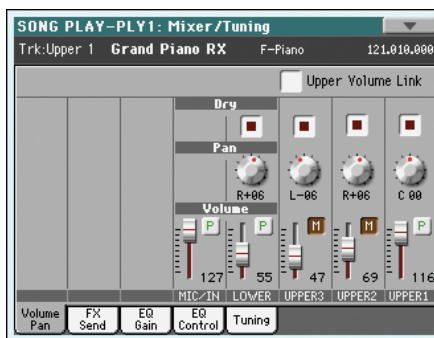 SONG PLAY-PLY1: Mixer/Tuning
Trk:Upper 1 Grand Piano RX F-Piano 121.010.000
Upper Volume Link
Dry
Pan
R+06 L-06 R+06 C 00
Volume
P P M M P
127 55 47 69 116
MIC/IN LOWER UPPER3 UPPER2 UPPER1
Volume Pan FX Send EQ Gain EQ Control Tuning